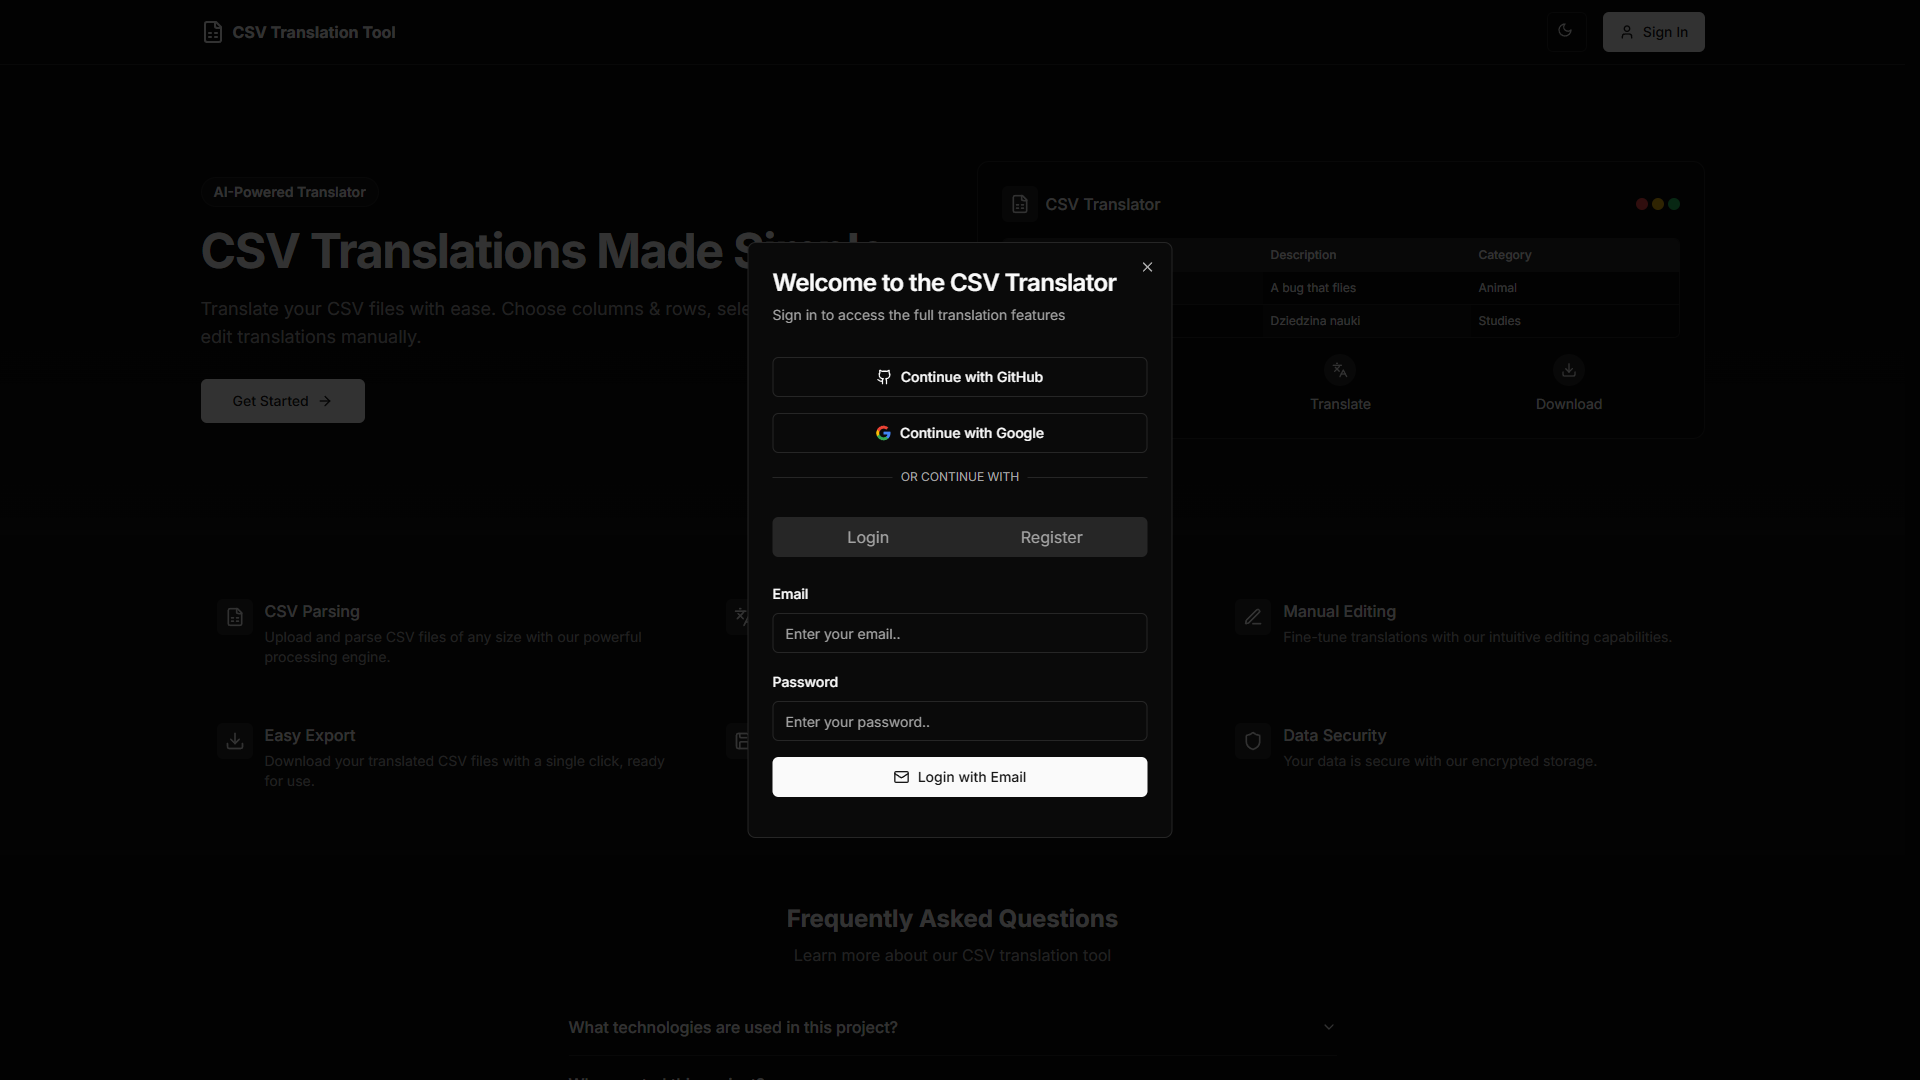 CSV Translation Tool
Sign In
AI-Powered Translator
CSV Translations Made Simple
Translate your CSV files with ease. Choose columns & rows,
edit translations manually.
Get Started
CSV Translator
Description
Category
A bug that flies
Animal
Dziedzina nauki
Studies
Translate
Download
Welcome to the CSV Translator
Sign in to access the full translation features
Continue with GitHub
Continue with Google
OR CONTINUE WITH
Login
Register
Email
Enter your email..
Password
Enter your password..
Login with Email
CSV Parsing
Upload and parse CSV files of any size with our powerful
processing engine.
Manual Editing
Fine-tune translations with our intuitive editing capabilities.
Easy Export
Download your translated CSV files with a single click, ready
for use.
Data Security
Your data is secure with our encrypted storage.
Frequently Asked Questions
Learn more about our CSV translation tool
What technologies are used in this project?